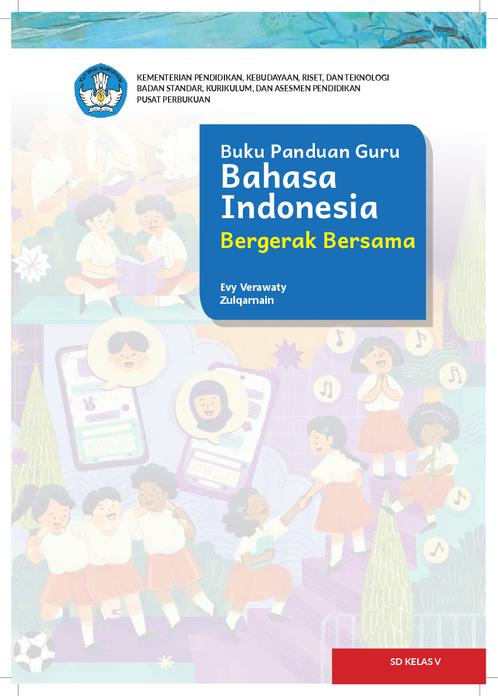 KEMENTERIAN PENDIDIKAN, KEBUDAYAAN, RISET, DAN TEKNOLOGI
BADAN STANDAR, KURIKULUM, DAN ASESMEN PENDIDIKAN
PUSAT PERBUKUAN
Buku Panduan Guru
Bahasa
Indonesia
Bergerak Bersama
Evy Verawaty
Zulqarnain
SD KELAS V